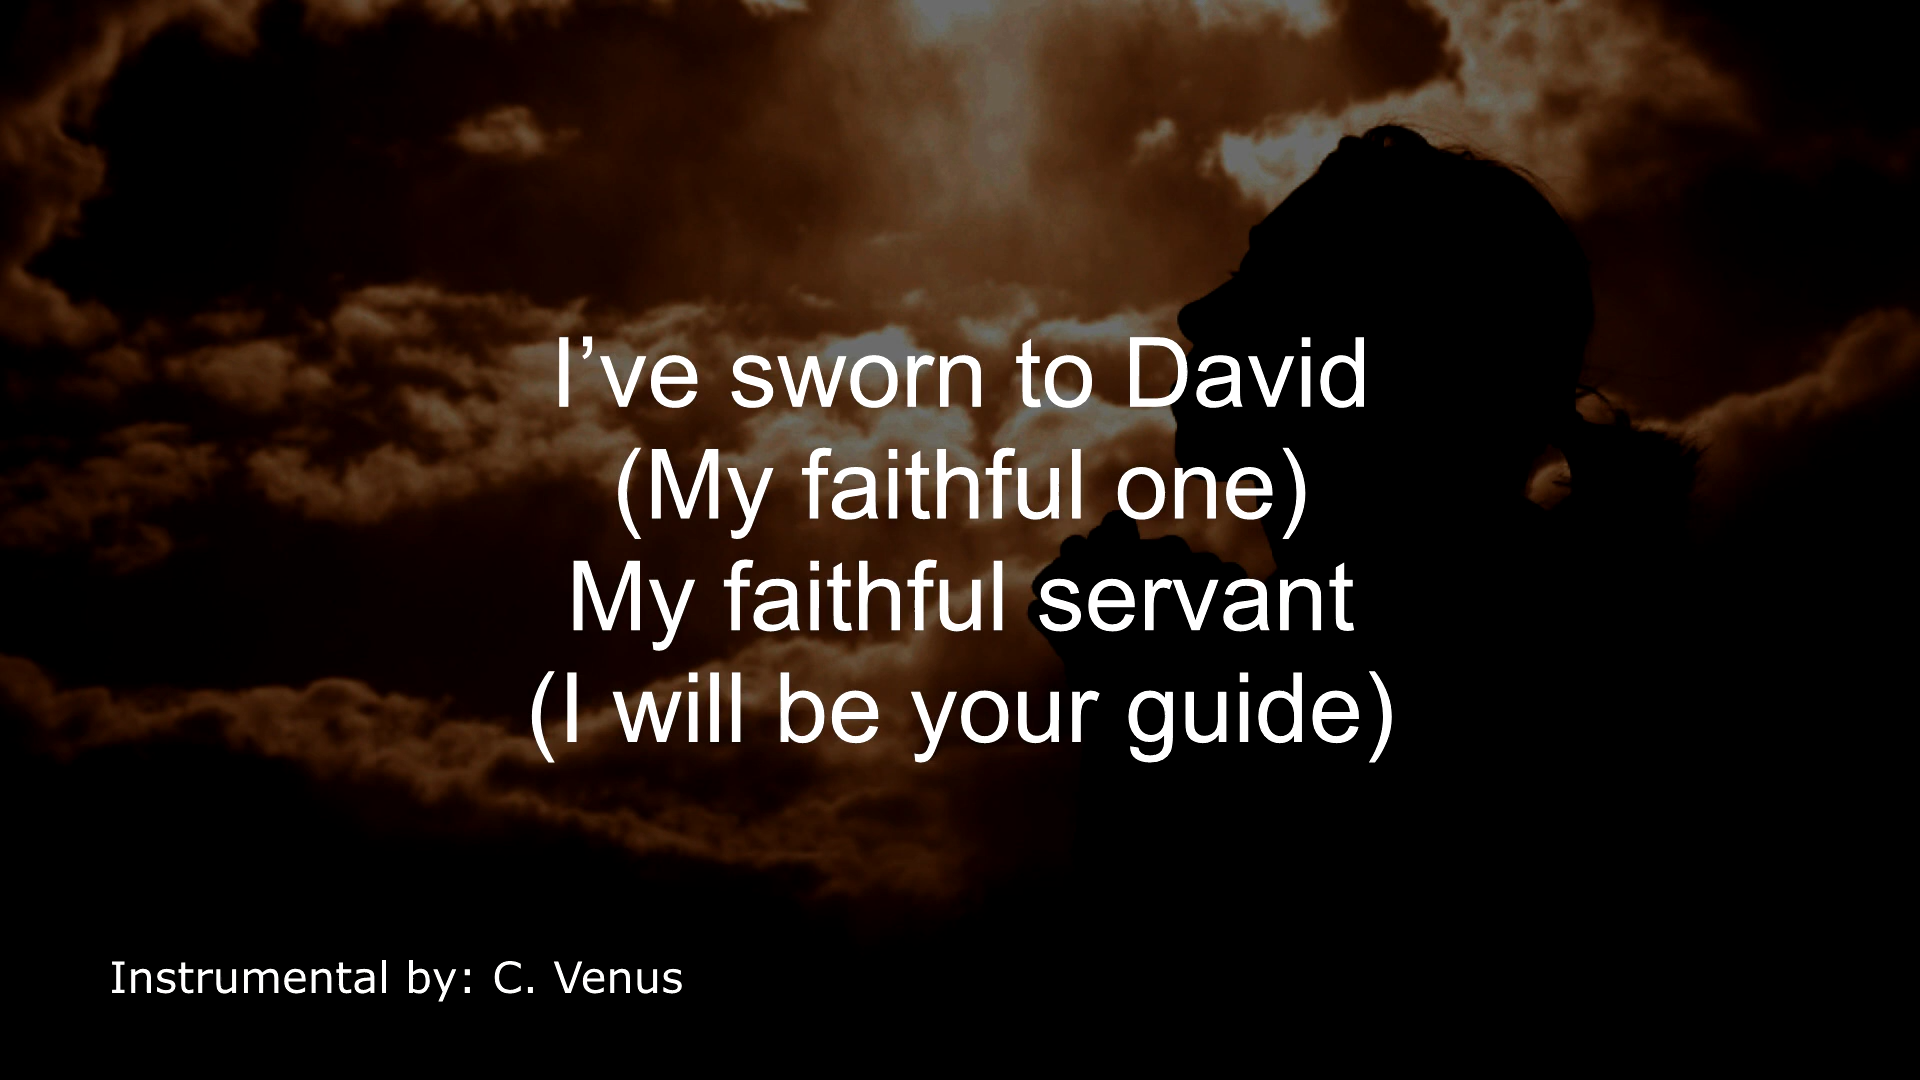 I’ve sworn to David
(My faithful one)
My faithful servant
(I will be your guide)
Instrumental by: C. Venus